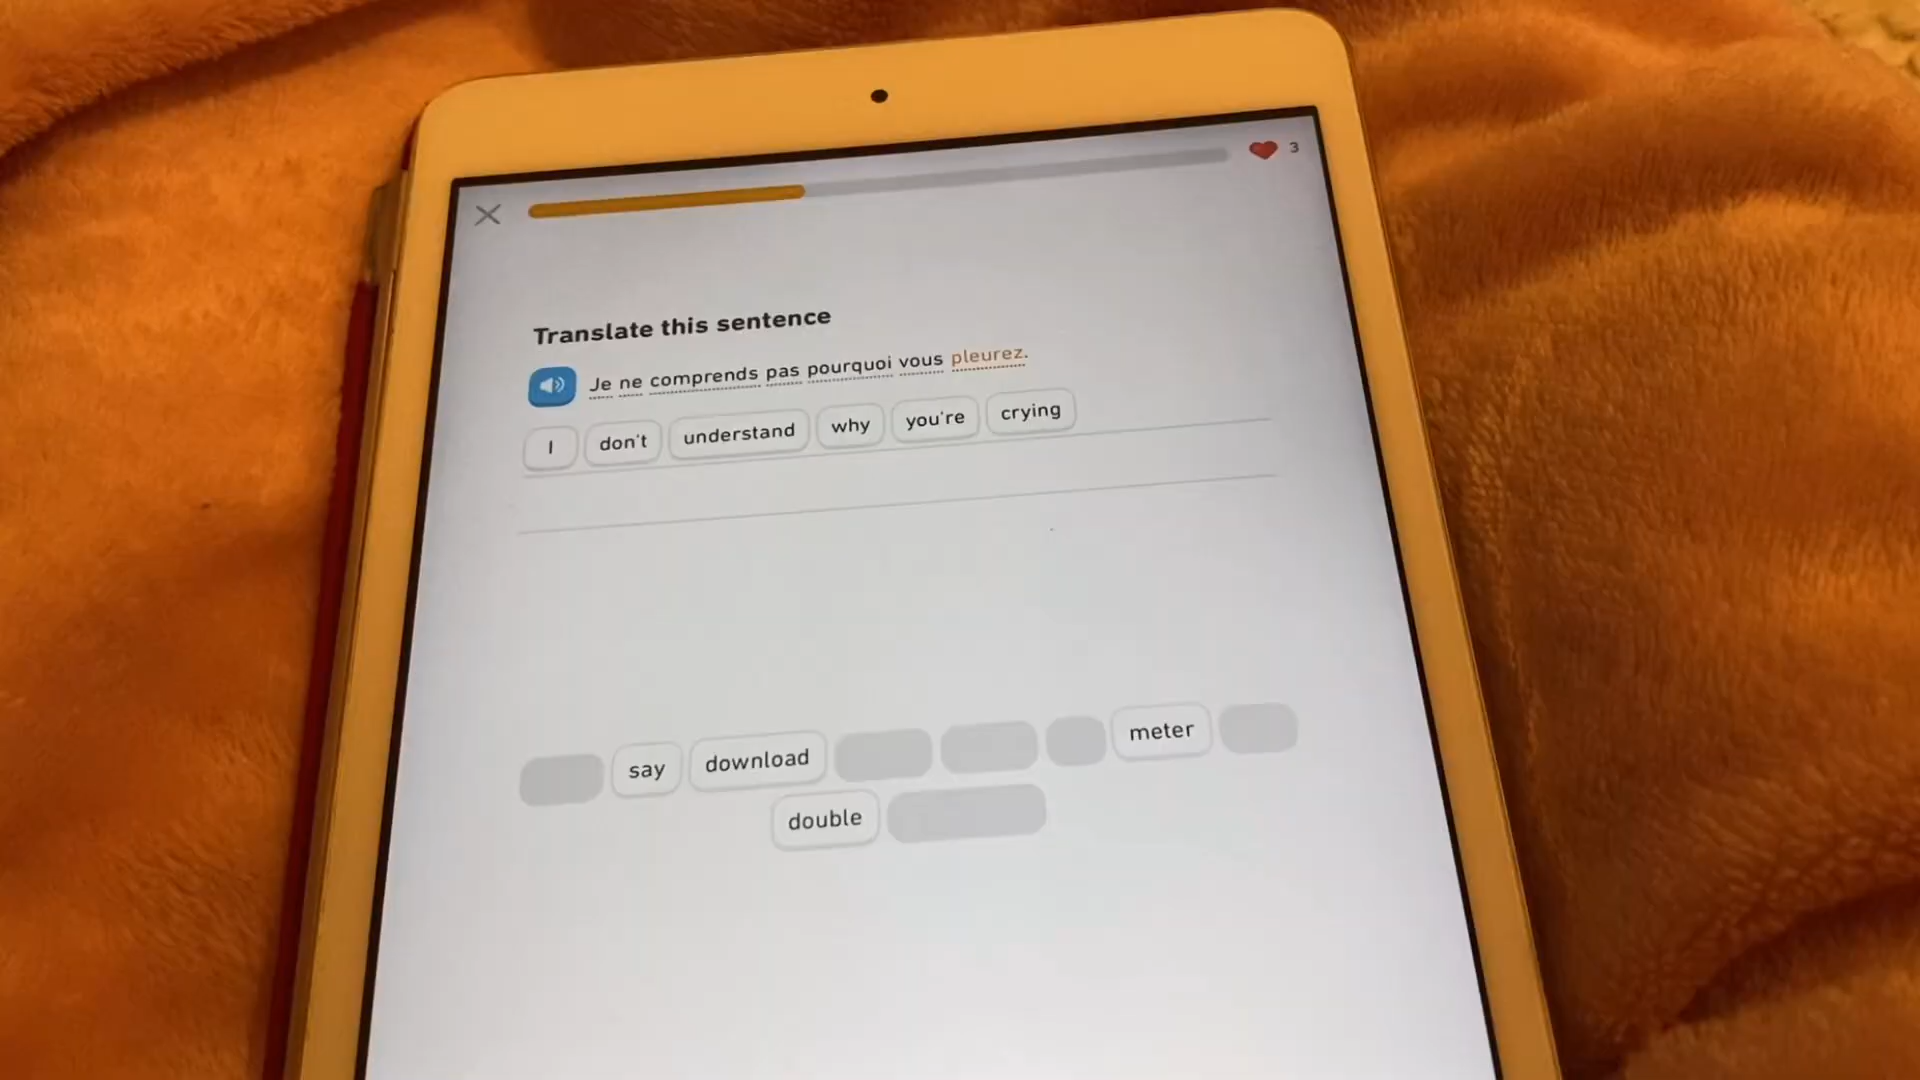 3
Translate this sentence
Je ne comprends pas pourquoi vous pleurez.
I don't understand why you're crying
say download meter
double